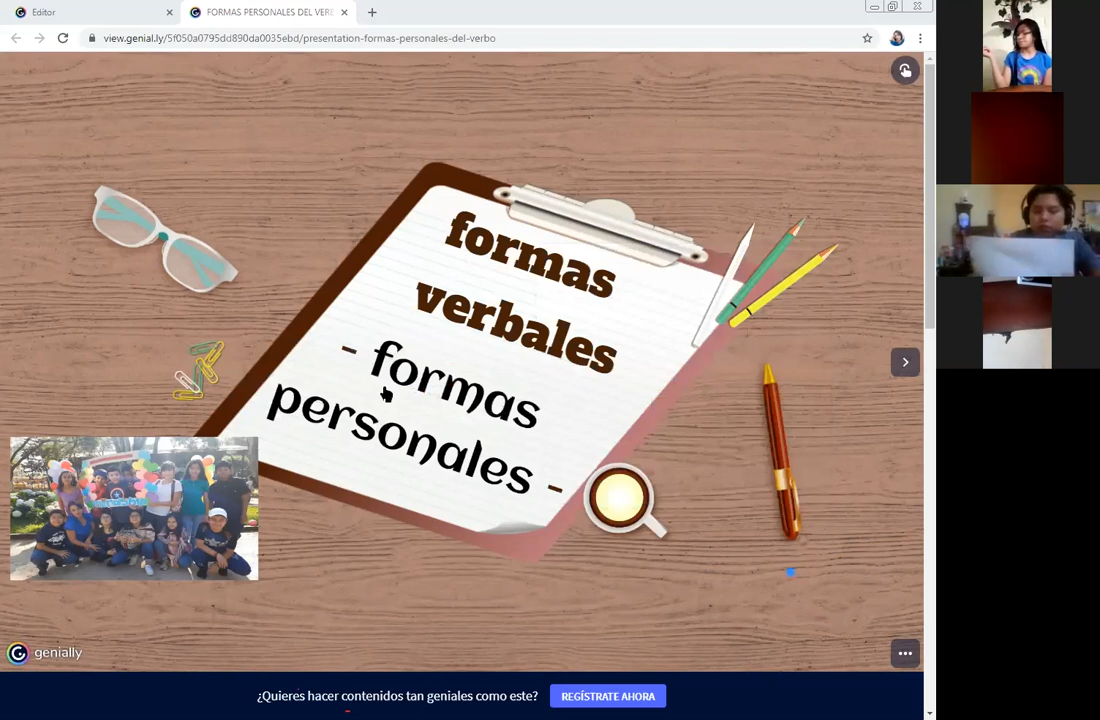 Editor
FORMAS PERSONALES DEL VERB
view.genial.ly/5f050a0795dd890da0035ebd/presentation-formas-personales-del-verbo
formas
verbales
- formas
personales -
genially
¿Quieres hacer contenidos tan geniales como este?
REGÍSTRATE AHORA